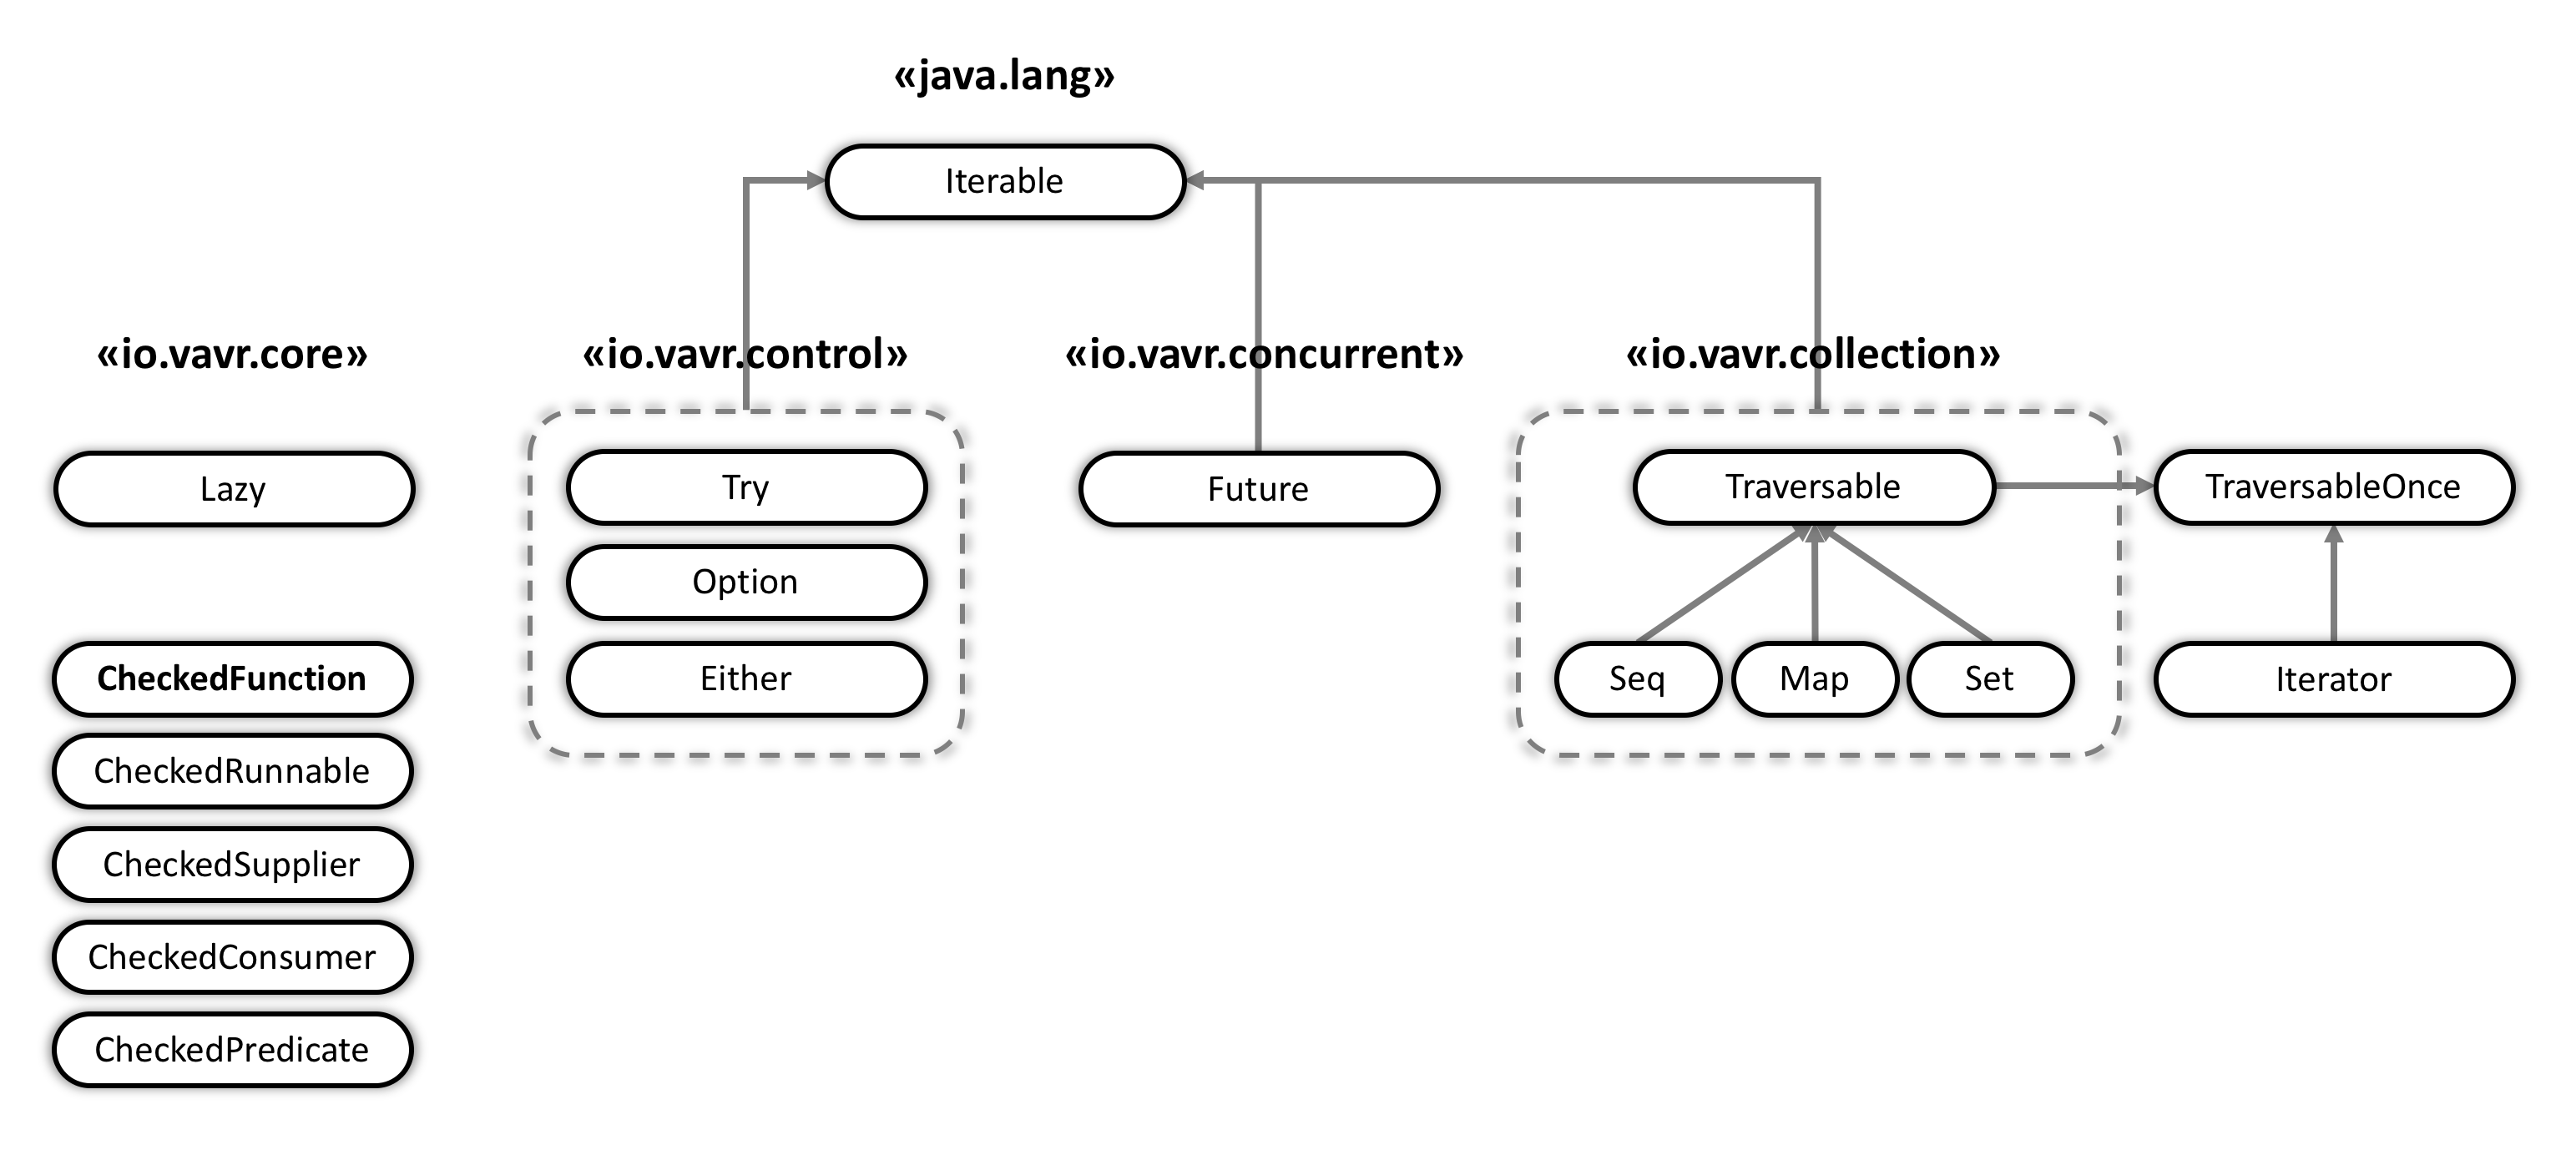 «java.lang»
Iterable
«io.vavr.core»
«io.vavr.control»
«io.vavr.concurrent»
«io.vavr.collection»
Lazy
Try
Future
Traversable
TraversableOnce
Option
CheckedFunction
Either
Seq
Map
Set
Iterator
CheckedRunnable
CheckedSupplier
CheckedConsumer
CheckedPredicate